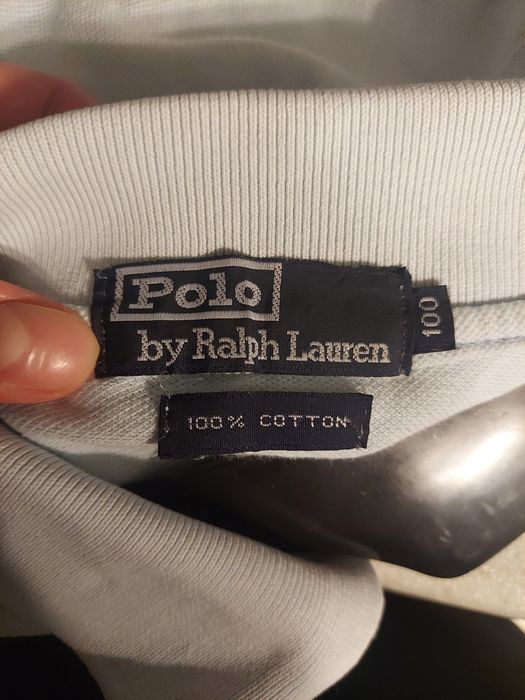 Polo
by Ralph Lauren
100
100% COTTON